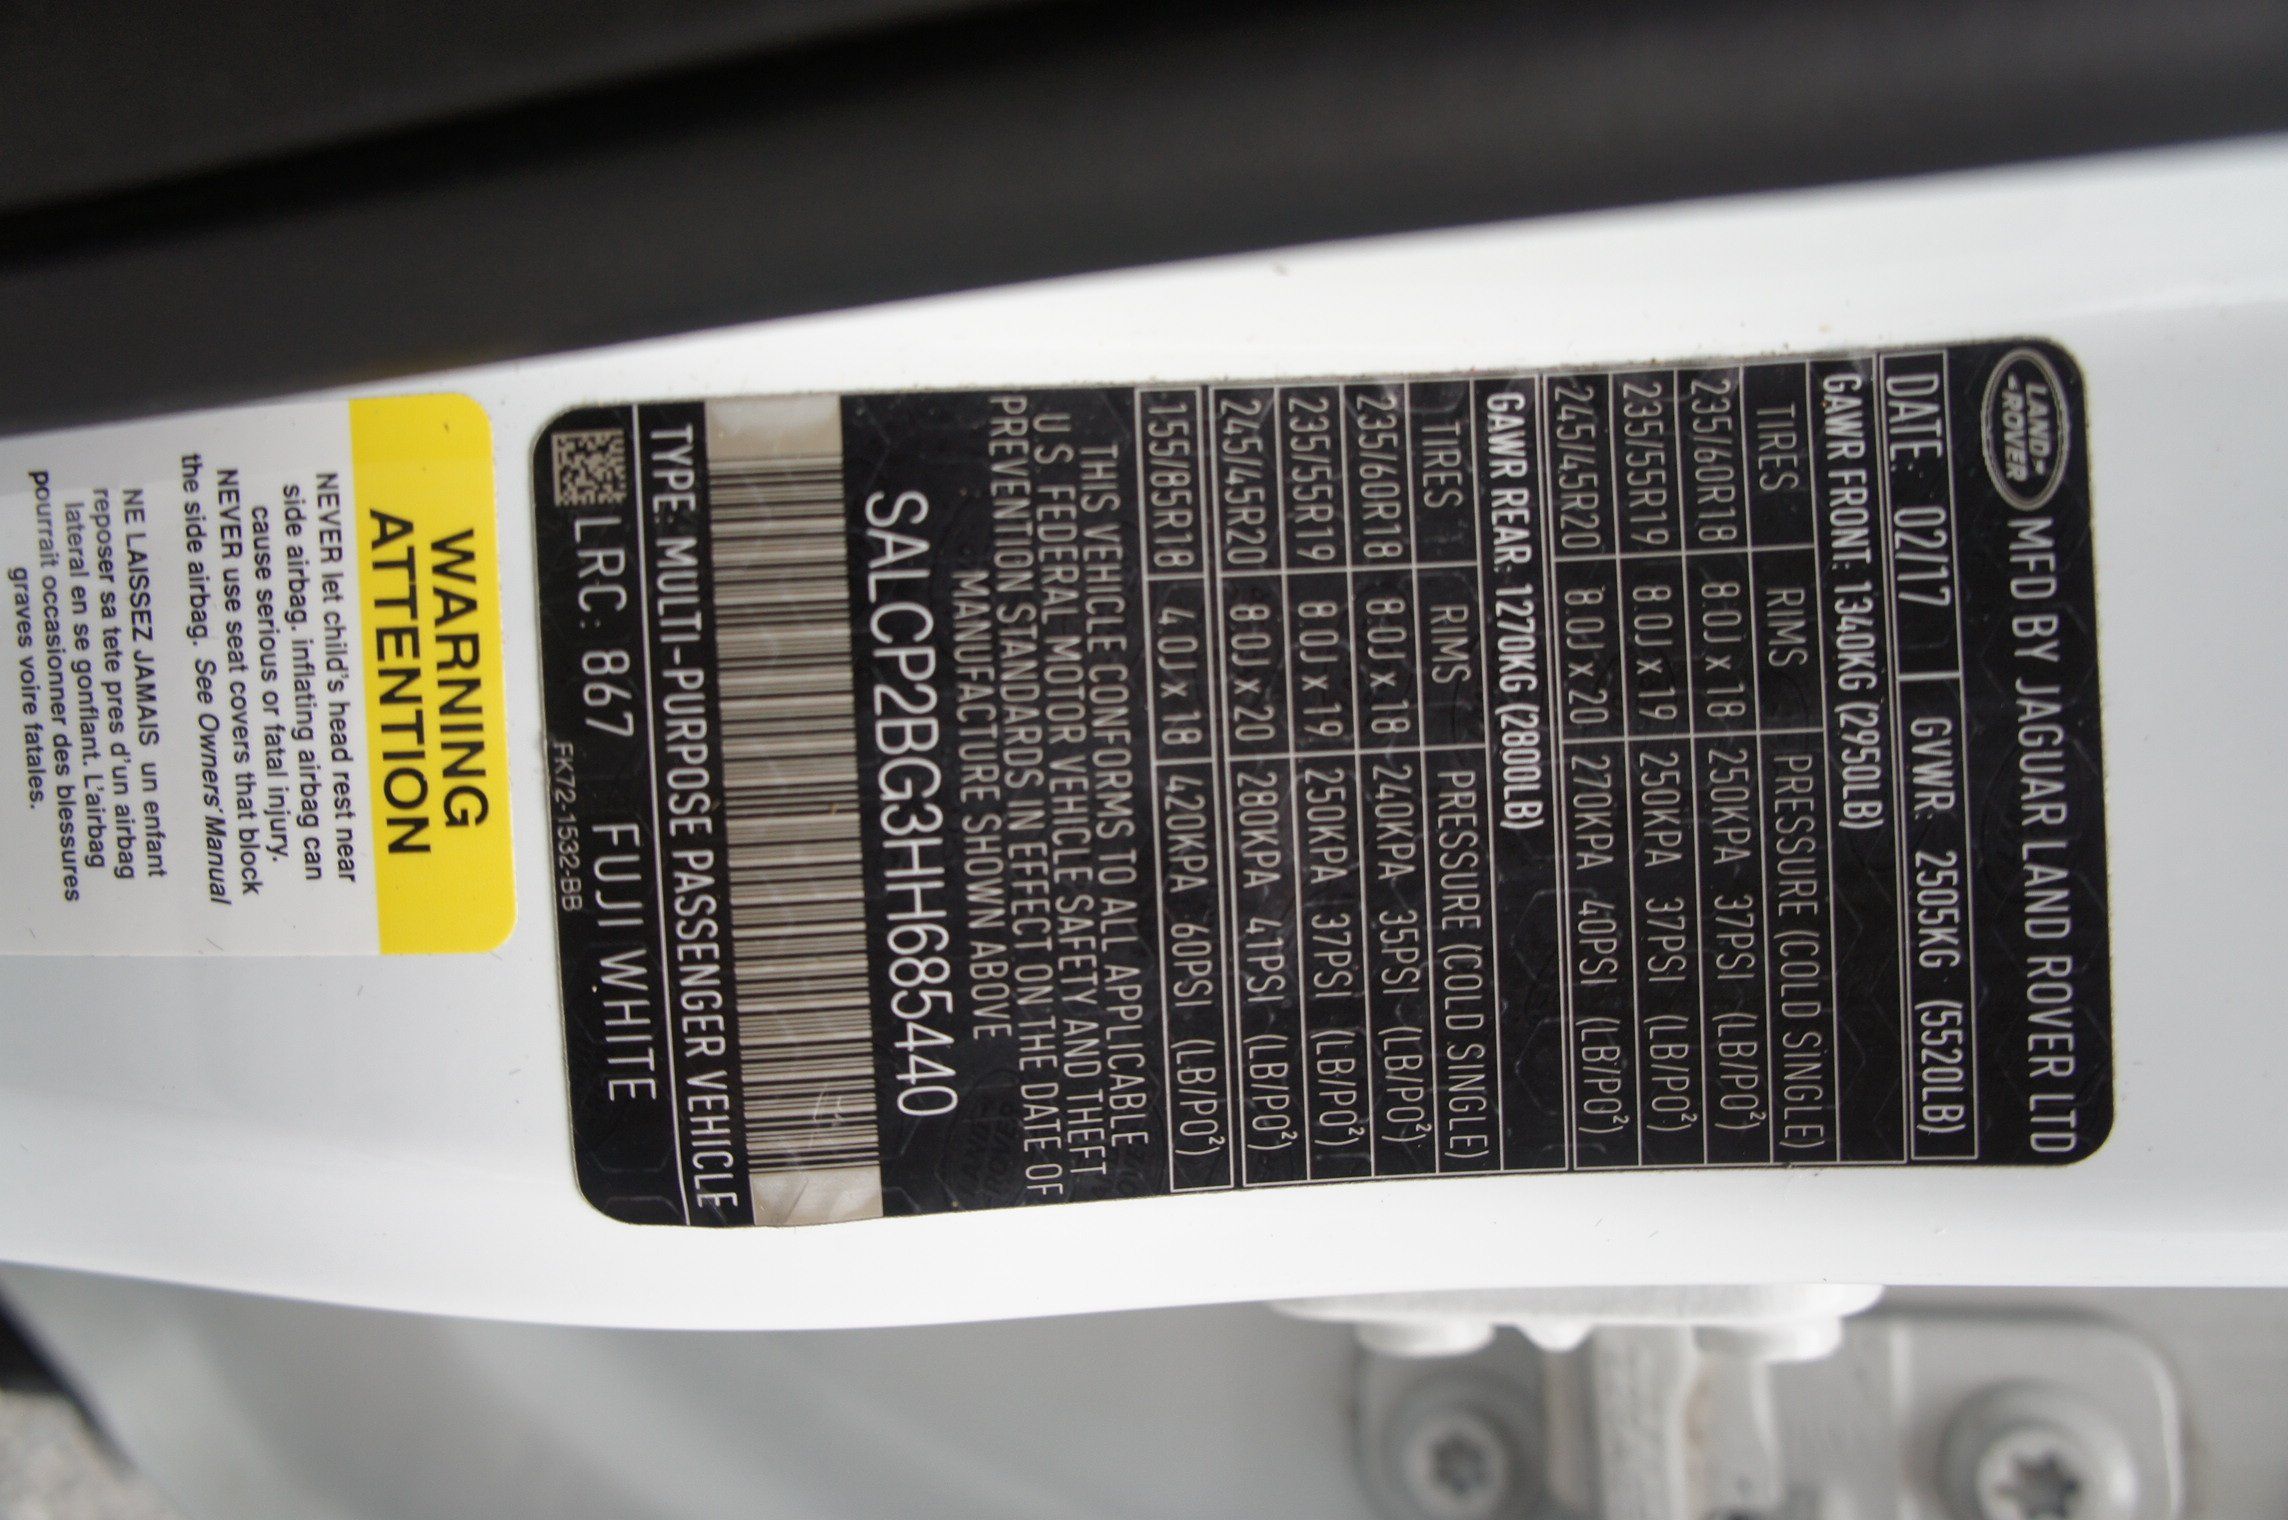 LAND-
-ROVER
MFD BY JAGUAR LAND ROVER LTD
DATE: 02/17 GVWR: 2505KG (5520LB)
GAWR FRONT: 1340KG (2950LB)
TIRES RIMS PRESSURE (COLD SINGLE)
235/60R18 8.0J x 18 250KPA 37PSI (LB/PO²)
235/55R19 8.0J x 19 250KPA 37PSI (LB/PO²)
245/45R20 8.0J x 20 270KPA 40PSI (LB/PO²)
GAWR REAR: 1270KG (2800LB)
TIRES RIMS PRESSURE (COLD SINGLE)
235/60R18 8.0J x 18 240KPA 35PSI (LB/PO²)
235/55R19 8.0J x 19 250KPA 37PSI (LB/PO²)
245/45R20 8.0J x 20 280KPA 41PSI (LB/PO²)
155/85R18 4.0J x 18 420KPA 60PSI (LB/PO²)
THIS VEHICLE CONFORMS TO ALL APPLICABLE
U.S. FEDERAL MOTOR VEHICLE SAFETY AND THEFT
PREVENTION STANDARDS IN EFFECT ON THE DATE OF
MANUFACTURE SHOWN ABOVE
SALCP2BG3HH685440
TYPE: MULTI-PURPOSE PASSENGER VEHICLE
LRC: 867 FUJI WHITE
FK72-1532-BB
WARNING
ATTENTION
NEVER let child's head rest near
side airbag, inflating airbag can
cause serious or fatal injury.
NEVER use seat covers that block
the side airbag. See Owners' Manual
NE LAISSEZ JAMAIS un enfant
reposer sa tete pres d'un airbag
lateral en se gonflant. L'airbag
pourrait occasionner des blessures
graves voire fatales.